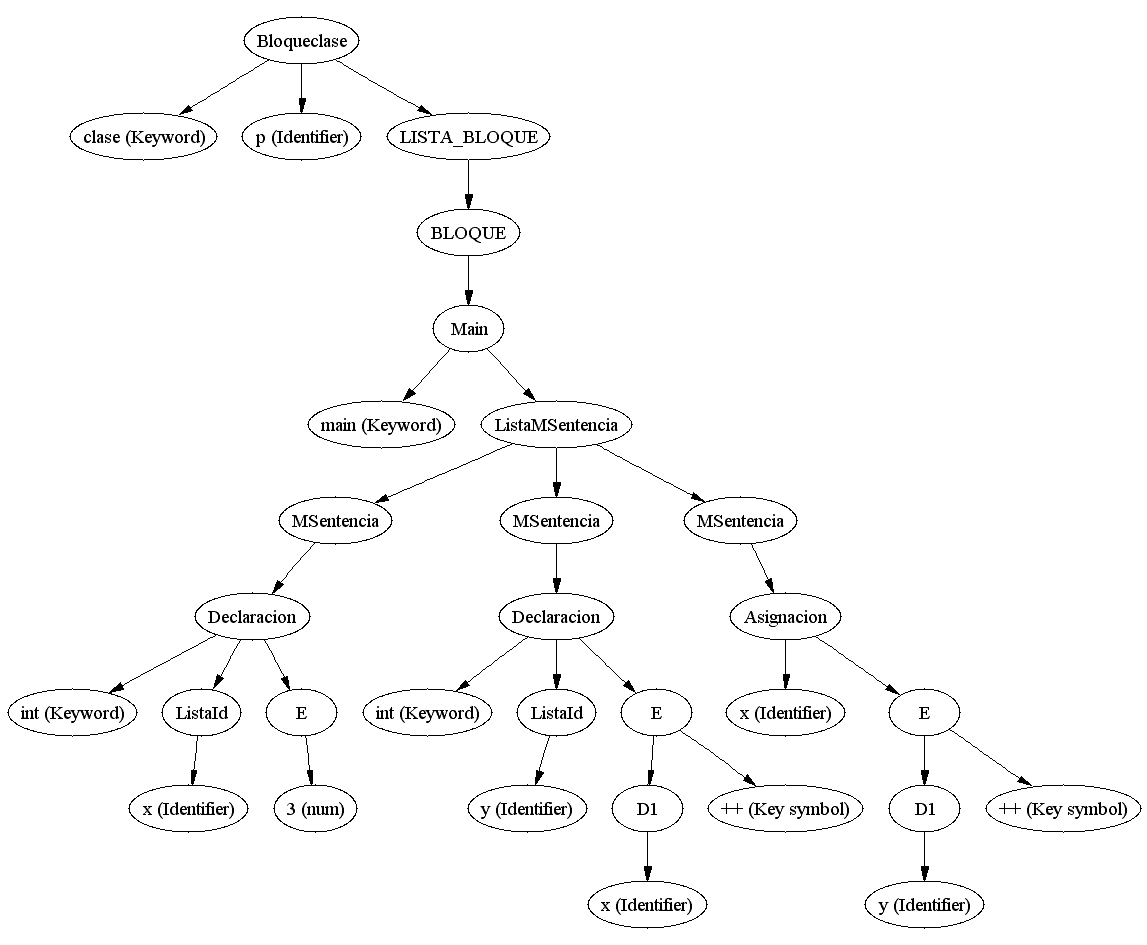 Bloqueclase
clase (Keyword)
p (Identifier)
LISTA_BLOQUE
BLOQUE
Main
main (Keyword)
ListaMSentencia
MSentencia
MSentencia
MSentencia
Declaracion
Declaracion
Asignacion
int (Keyword)
ListaId
E
int (Keyword)
ListaId
E
x (Identifier)
E
x (Identifier)
3 (num)
y (Identifier)
D1
++ (Key symbol)
D1
++ (Key symbol)
x (Identifier)
y (Identifier)